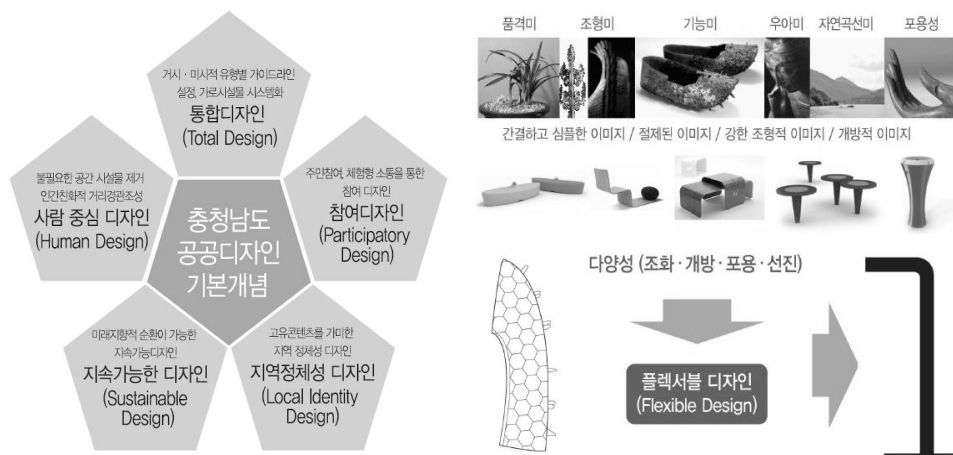 거시·미시적 유형별 가이드라인
설정, 가로시설물 시스템화
통합디자인
(Total Design)
불필요한 공간 시설물 제거
인간친화적 거리경관조성
사람 중심 디자인
(Human Design)
주민참여, 체험형 소통을 통한
참여 디자인
참여디자인
(Participatory
Design)
충청남도
공공디자인
기본개념
미래지향적 순환이 가능한
지속가능디자인
지속가능한 디자인
(Sustainable
Design)
고유콘텐츠를 가미한
지역 정체성 디자인
지역정체성 디자인
(Local Identity
Design)
품격미 조형미 기능미 우아미 자연곡선미 포용성
간결하고 심플한 이미지 / 절제된 이미지 / 강한 조형적 이미지 / 개방적 이미지
다양성 (조화·개방·포용·선진)
플렉서블 디자인
(Flexible Design)